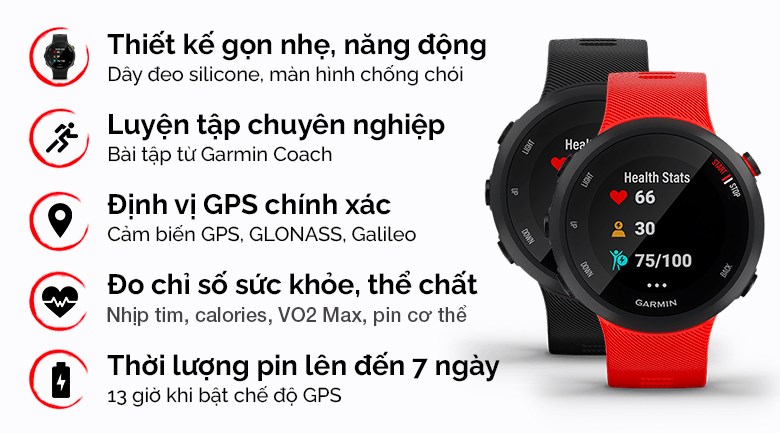 Thiết kế gọn nhẹ, năng động
Dây đeo silicone, màn hình chống chói
Luyện tập chuyên nghiệp
Bài tập từ Garmin Coach
Định vị GPS chính xác
Cảm biến GPS, GLONASS, Galileo
Đo chỉ số sức khỏe, thể chất
Nhịp tim, calories, VO2 Max, pin cơ thể
Thời lượng pin lên đến 7 ngày
13 giờ khi bật chế độ GPS
LIGHT
UP
DOWN
Heal
LIGHT
UP
DOWN
START
STOP
BACK
Health Stats
66
30
75/100
GARMIN